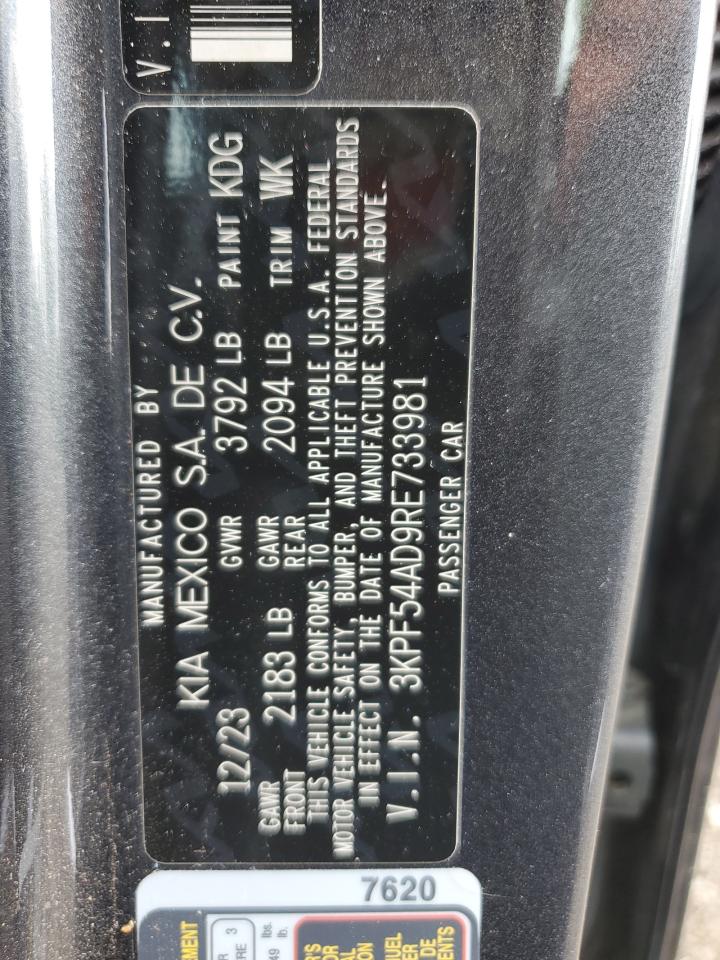 V.I
MANUFACTURED BY
KIA MEXICO S.A. DE C.V.
12/23 GVWR 3792 LB PAINT KDG
GAWR FRONT 2183 LB GAWR REAR 2094 LB TRIM WK
THIS VEHICLE CONFORMS TO ALL APPLICABLE U.S.A. FEDERAL
MOTOR VEHICLE SAFETY, BUMPER, AND THEFT PREVENTION STANDARDS
IN EFFECT ON THE DATE OF MANUFACTURE SHOWN ABOVE.
V.I.N. 3KPF54AD9RE733981
PASSENGER CAR
7620